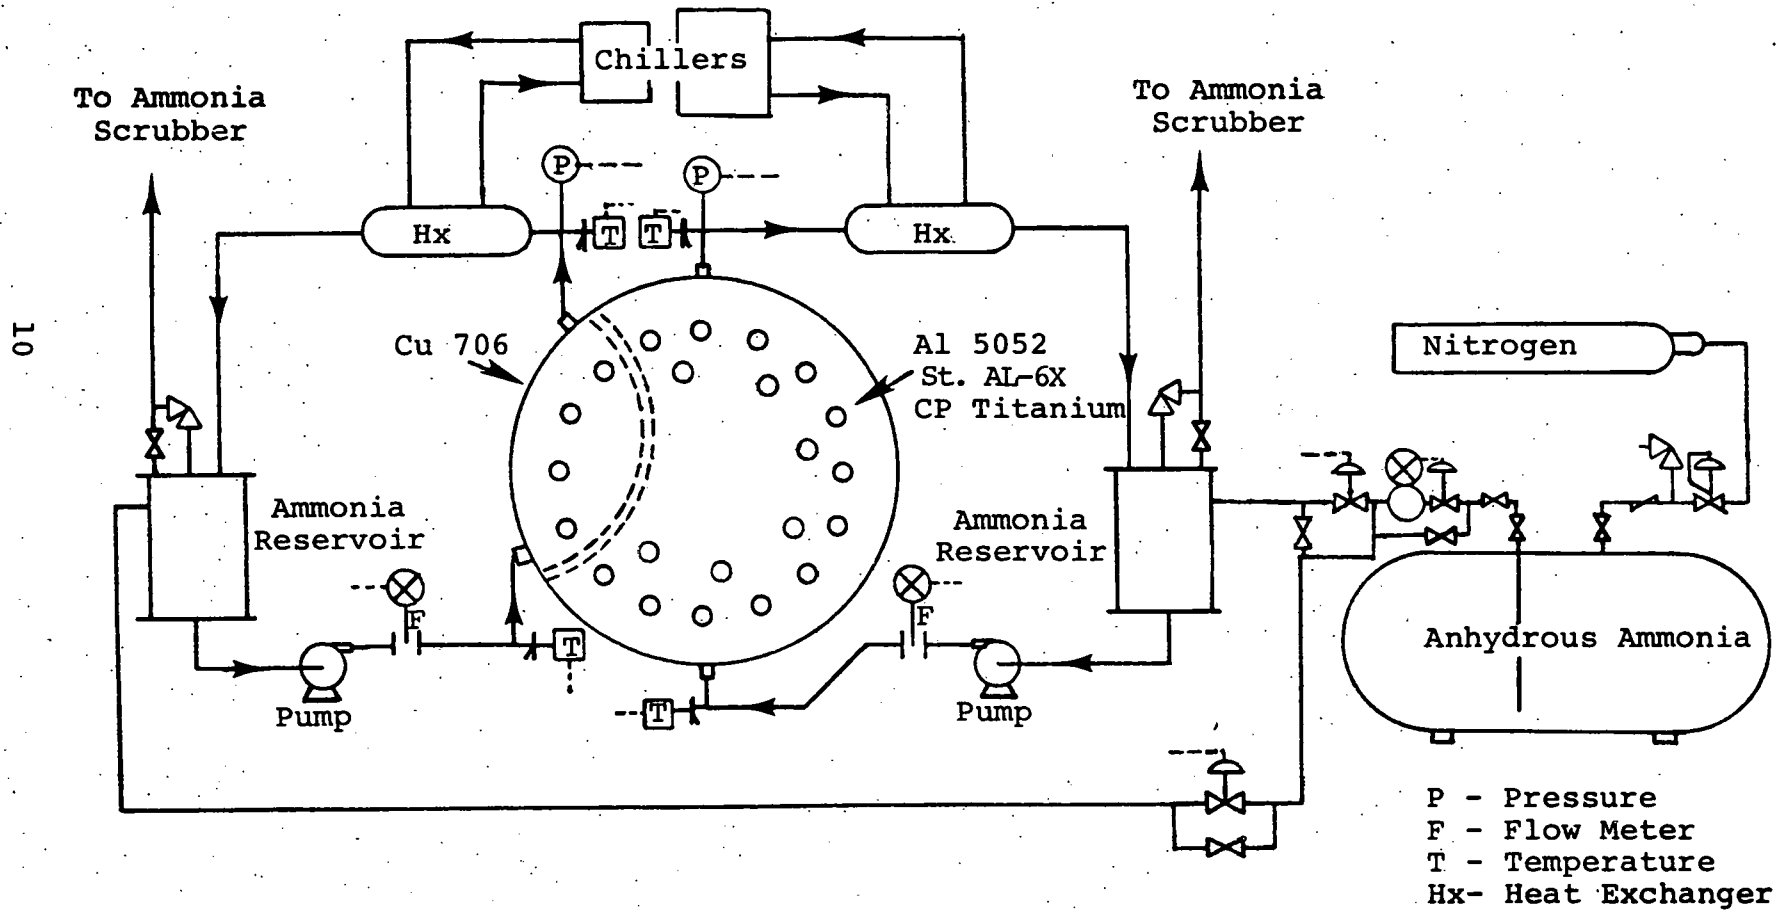 Chillers
To Ammonia
Scrubber
To Ammonia
Scrubber
P
P
Hx
T
T
Hx
10
Cu 706
Al 5052
St. AL-6X
CP Titanium
Nitrogen
Ammonia
Reservoir
Ammonia
Reservoir
F
F
T
T
Pump
Pump
Anhydrous Ammonia
P - Pressure
F - Flow Meter
T - Temperature
Hx- Heat Exchanger